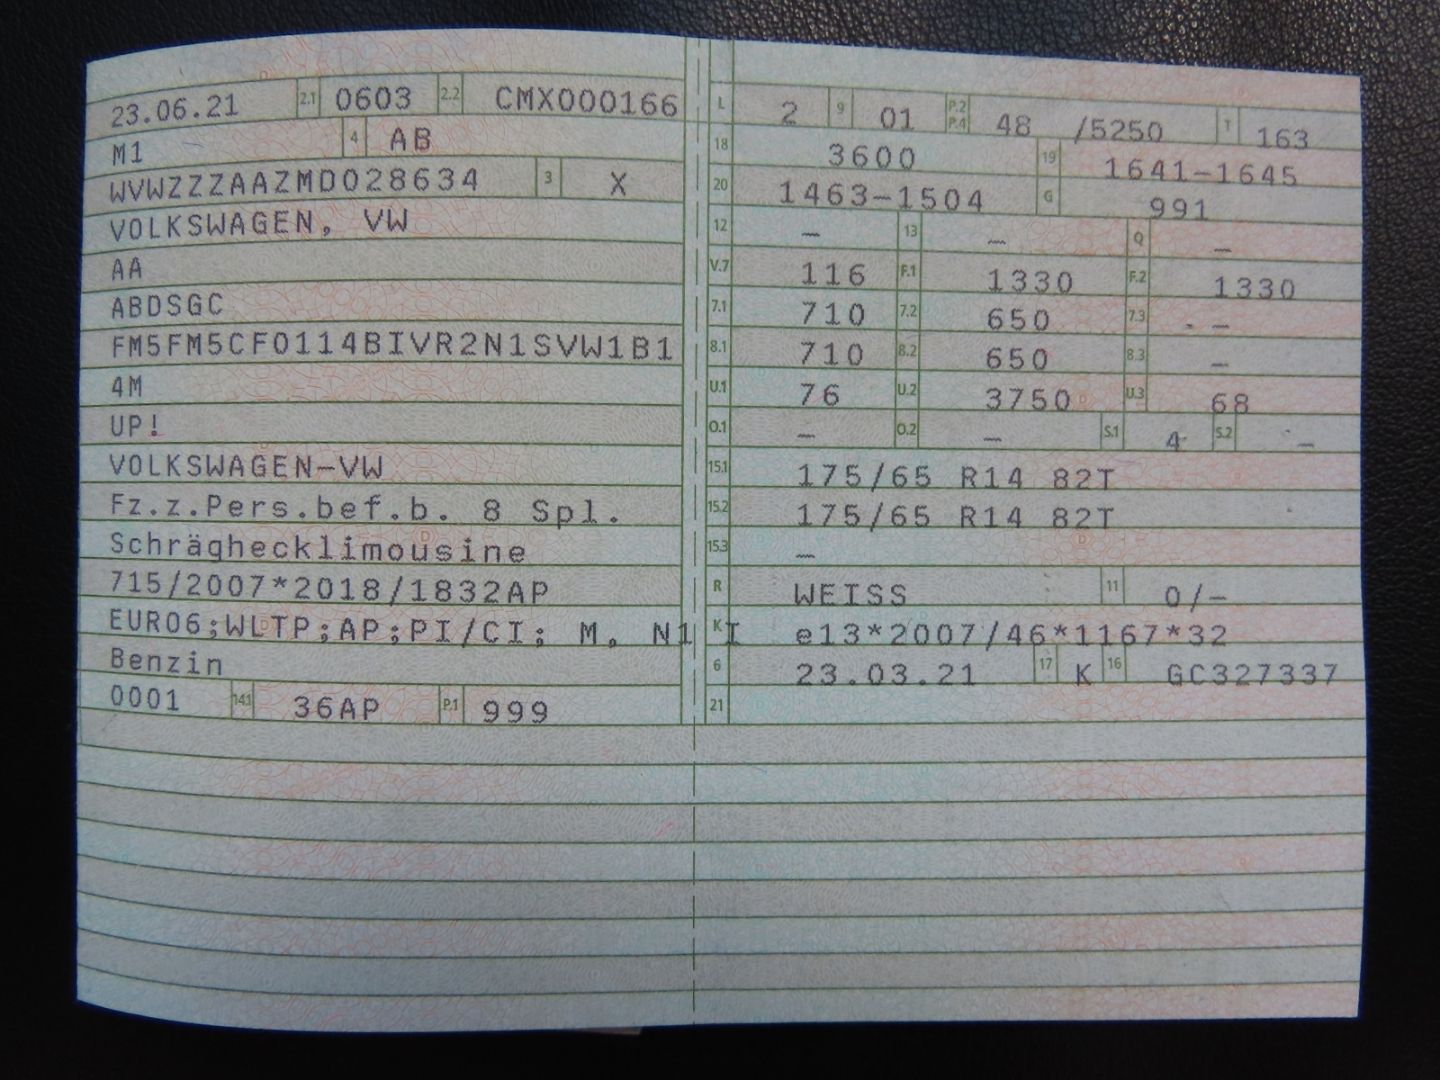 23.06.21 2.1 0603 2.2 CMX000166
M1 4 AB
WVWZZZAAZMD028634 3 X
VOLKSWAGEN, VW
AA
ABDSGC
FM5FM5CF0114BIVR2N1SVW1B1
4M
UP!
VOLKSWAGEN-VW
Fz.z.Pers.bef.b. 8 Spl.
Schräghecklimousine
715/2007*2018/1832AP
EURO6;WLTP;AP;PI/CI; M, N1 I
Benzin
0001 14.1 36AP P.1 999
L 2 9 01 P.2 P.4 48 /5250 T 163
18 3600 19 1641-1645
20 1463-1504 G 991
12 — 13 — Q —
V.7 116 F.1 1330 F.2 1330
7.1 710 7.2 650 7.3 —
8.1 710 8.2 650 8.3 —
U.1 76 U.2 3750 U.3 68
O.1 — O.2 — S.1 4 S.2 —
15.1 175/65 R14 82T
15.2 175/65 R14 82T
15.3 —
R WEISS 11 0/-
K e13*2007/46*1167*32
6 23.03.21 17 K 16 GC327337
21